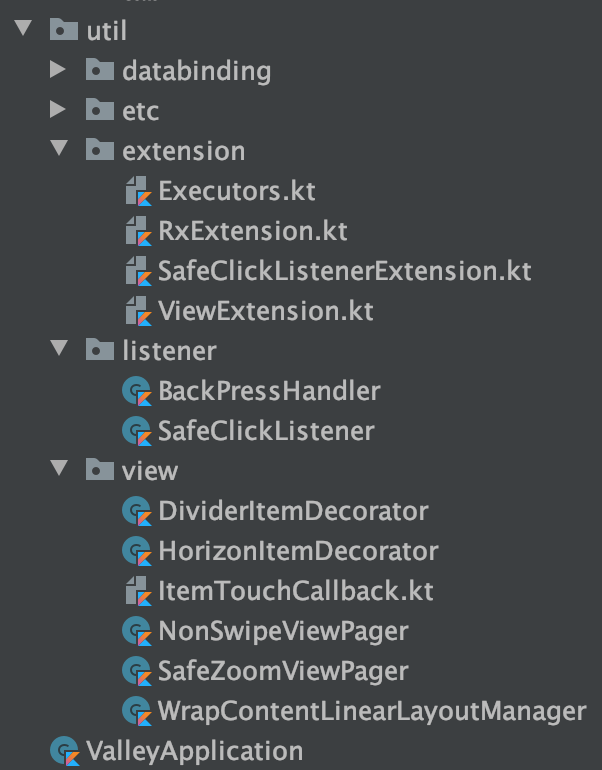 util
databinding
etc
extension
Executors.kt
RxExtension.kt
SafeClickListenerExtension.kt
ViewExtension.kt
listener
BackPressHandler
SafeClickListener
view
DividerItemDecorator
HorizonItemDecorator
ItemTouchCallback.kt
NonSwipeViewPager
SafeZoomViewPager
WrapContentLinearLayoutManager
ValleyApplication